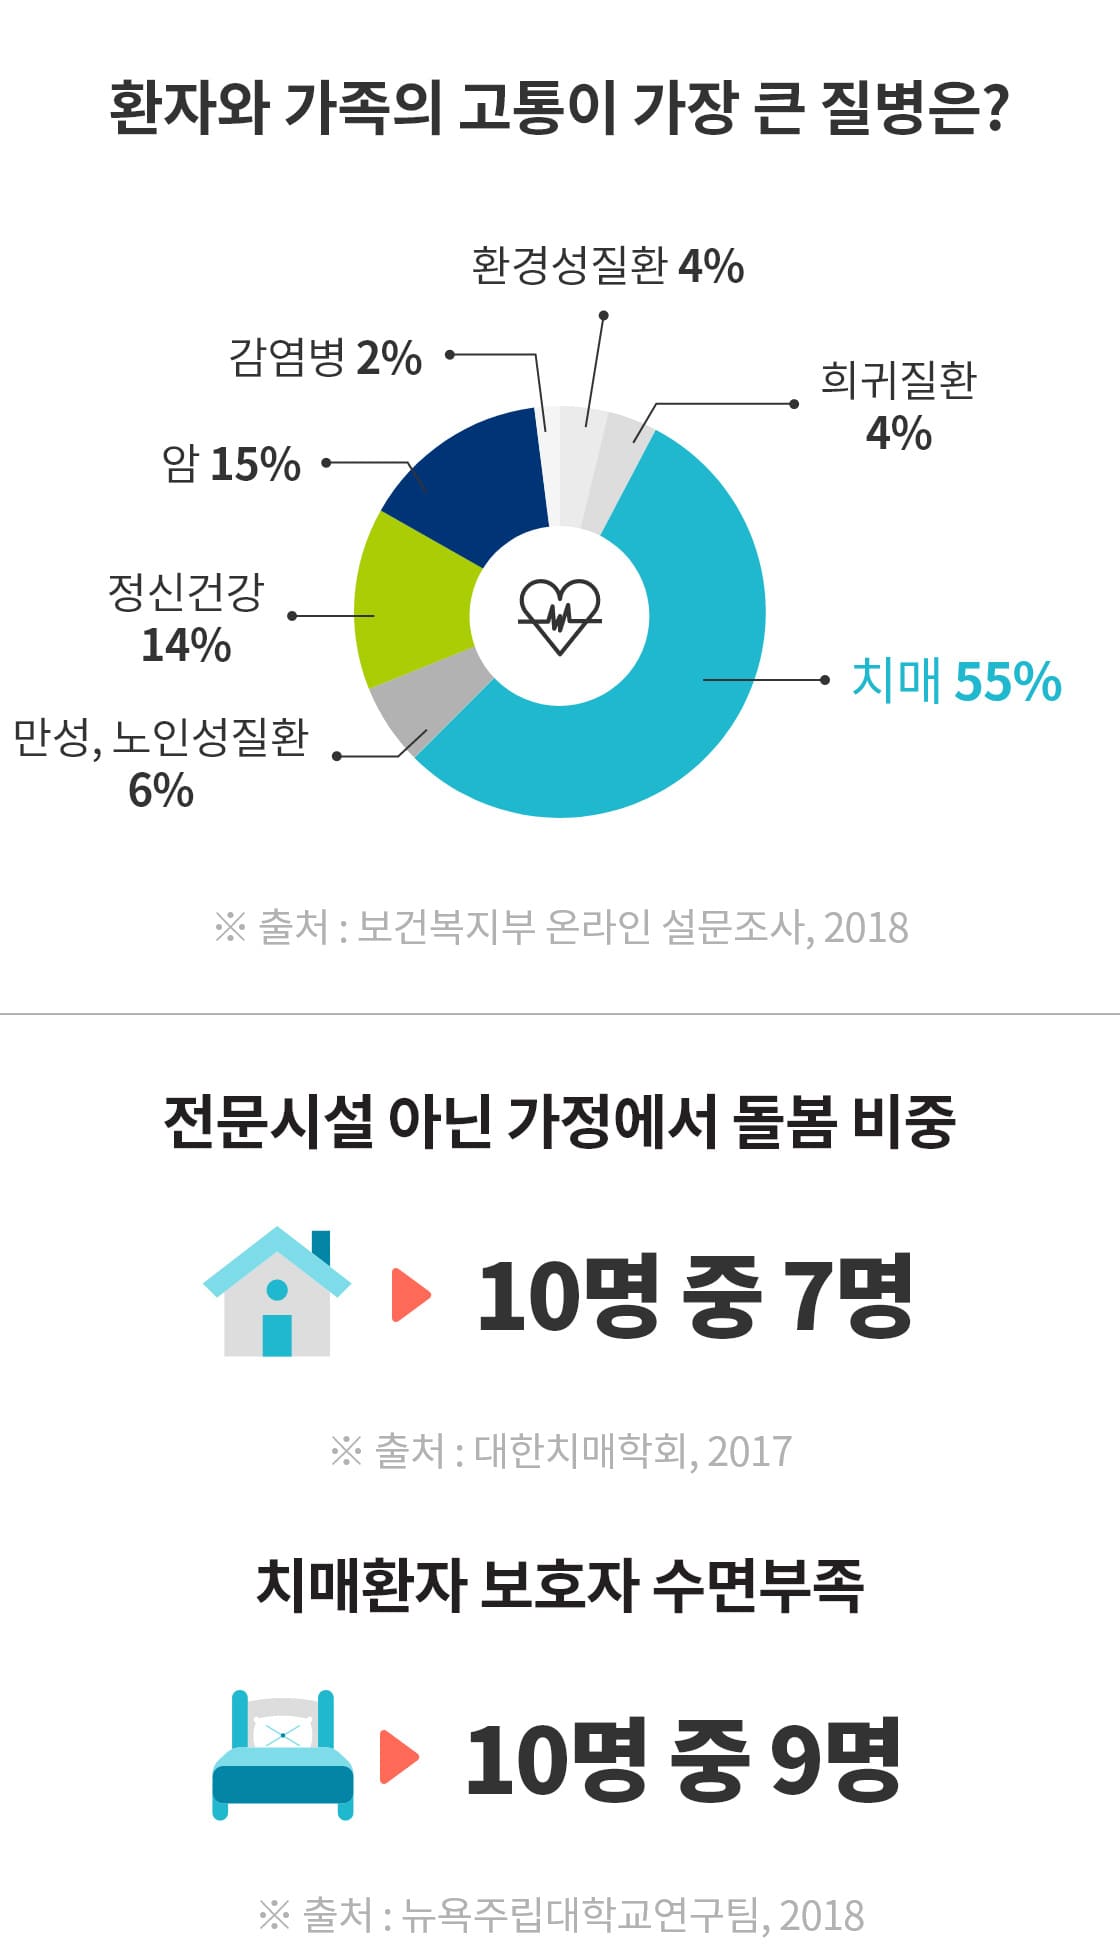 환자와 가족의 고통이 가장 큰 질병은?
환경성질환 4%
감염병 2%
희귀질환
4%
암 15%
정신건강
14%
치매 55%
만성, 노인성질환
6%
※ 출처 : 보건복지부 온라인 설문조사, 2018
전문시설 아닌 가정에서 돌봄 비중
10명 중 7명
※ 출처 : 대한치매학회, 2017
치매환자 보호자 수면부족
10명 중 9명
※ 출처 : 뉴욕주립대학교연구팀, 2018